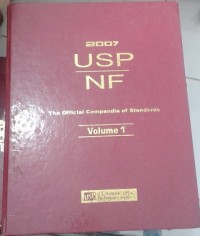 2007
USP
NF
The Official Compendia of Standards
Volume 1